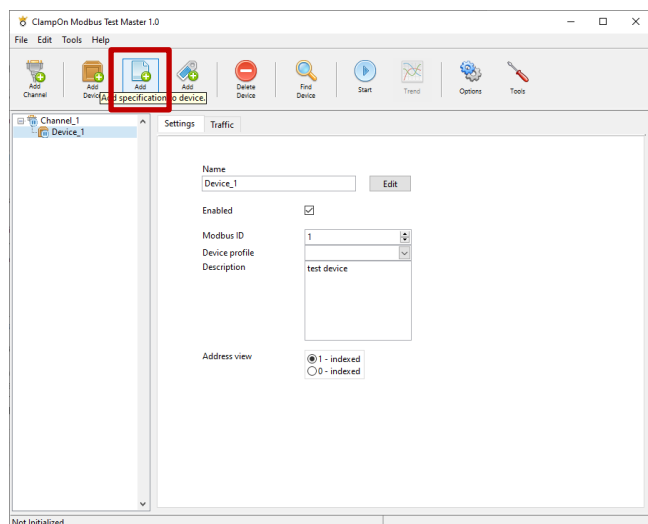 ClampOn Modbus Test Master 1.0
File Edit Tools Help
Add Channel
Add
Add
Add
Delete Device
Find Device
Start
Trend
Options
Tools
Add specification to device.
Channel_1
Device_1
Settings Traffic
Name
Device_1 Edit
Enabled
Modbus ID 1
Device profile
Description test device
Address view 1 - indexed
0 - indexed
Not Initialized